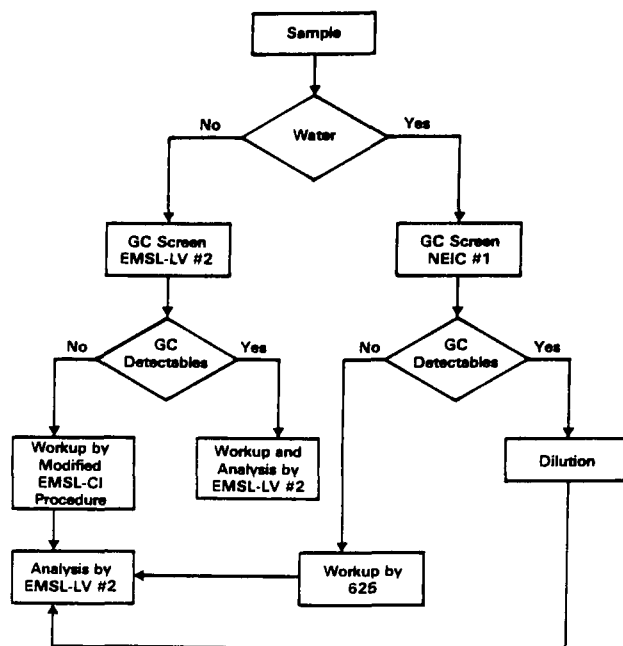 Sample
Water
No
Yes
GC Screen
EMSL-LV #2
GC Screen
NEIC #1
No
GC
Detectables
Yes
No
GC
Detectables
Yes
Workup by
Modified
EMSL-CI
Procedure
Workup and
Analysis by
EMSL-LV #2
Dilution
Analysis by
EMSL-LV #2
Workup by
625